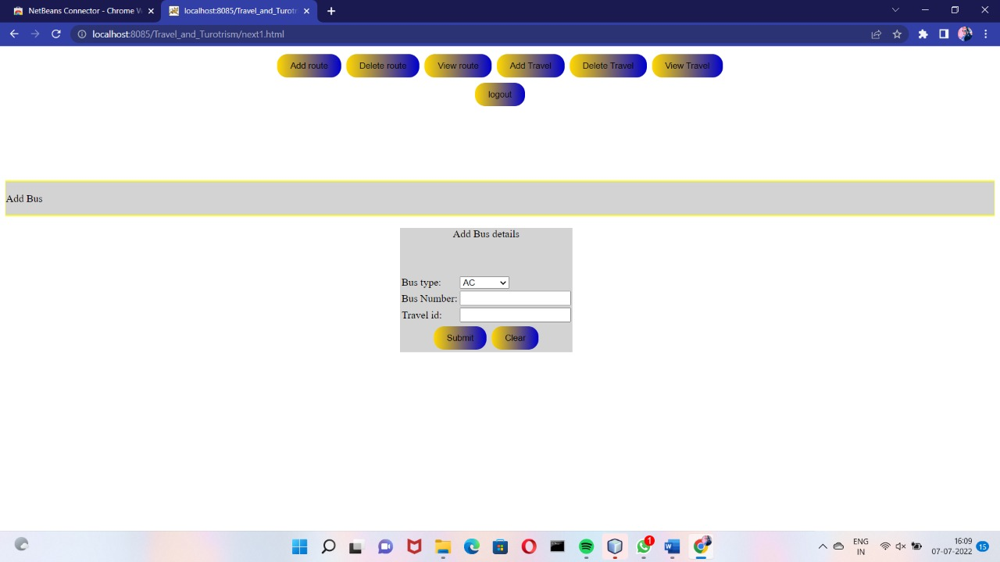 NetBeans Connector - Chrome W
localhost:8085/Travel_and_Turotr
localhost:8085/Travel_and_Turotrism/next1.html
Add route Delete route View route Add Travel Delete Travel View Travel
logout
Add Bus
Add Bus details
Bus type: AC
Bus Number:
Travel id:
Submit Clear
1
ENG
IN
16:09
07-07-2022
15